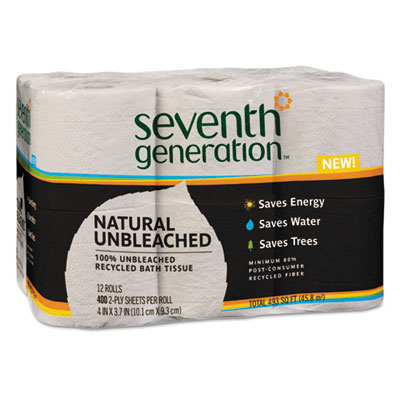 seventh
generation™
NEW!
NATURAL
UNBLEACHED
100% UNBLEACHED
RECYCLED BATH TISSUE
12 ROLLS
400 2-PLY SHEETS PER ROLL
4 IN X 3.7 IN (10.1 cm X 9.3 cm)
Saves Energy
Saves Water
Saves Trees
MINIMUM 80%
POST-CONSUMER
RECYCLED FIBER
TOTAL 493 SQ FT (45.8 m²)